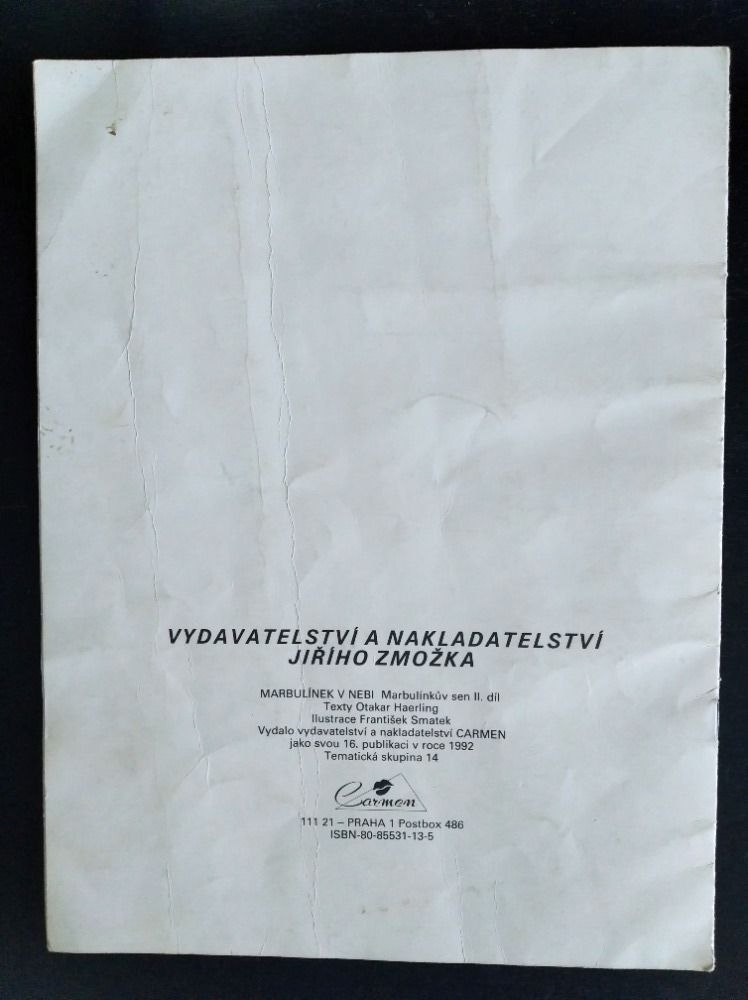 VYDAVATELSTVÍ A NAKLADATELSTVÍ
JIŘÍHO ZMOŽKA
MARBULÍNEK V NEBI Marbulínkův sen II. díl
Texty Otakar Haerling
Ilustrace František Smatek
Vydalo vydavatelství a nakladatelství CARMEN
jako svou 16. publikaci v roce 1992
Tematická skupina 14
Carmen
111 21 – PRAHA 1 Postbox 486
ISBN-80-85531-13-5